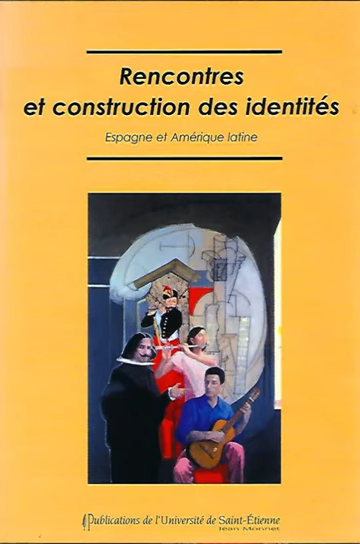 Rencontres
et construction des identités
Espagne et Amérique latine
Publications de l'Université de Saint-Étienne
Jean Monnet